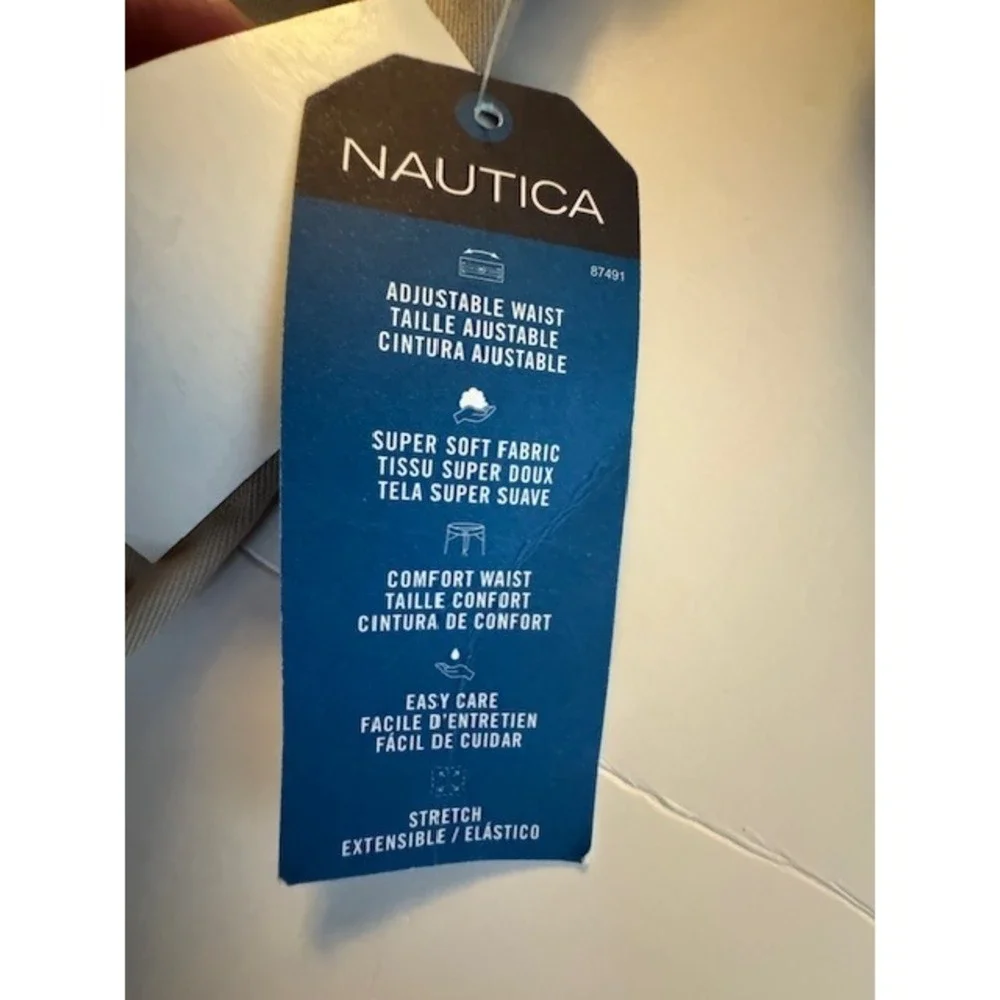 NAUTICA
87491
ADJUSTABLE WAIST
TAILLE AJUSTABLE
CINTURA AJUSTABLE
SUPER SOFT FABRIC
TISSU SUPER DOUX
TELA SUPER SUAVE
COMFORT WAIST
TAILLE CONFORT
CINTURA DE CONFORT
EASY CARE
FACILE D'ENTRETIEN
FÁCIL DE CUIDAR
STRETCH
EXTENSIBLE / ELÁSTICO